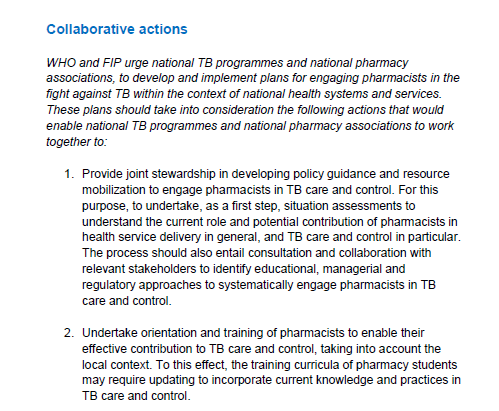 Collaborative actions
WHO and FIP urge national TB programmes and national pharmacy
associations, to develop and implement plans for engaging pharmacists in the
fight against TB within the context of national health systems and services.
These plans should take into consideration the following actions that would
enable national TB programmes and national pharmacy associations to work
together to:
1. Provide joint stewardship in developing policy guidance and resource
mobilization to engage pharmacists in TB care and control. For this
purpose, to undertake, as a first step, situation assessments to
understand the current role and potential contribution of pharmacists in
health service delivery in general, and TB care and control in particular.
The process should also entail consultation and collaboration with
relevant stakeholders to identify educational, managerial and
regulatory approaches to systematically engage pharmacists in TB
care and control.
2. Undertake orientation and training of pharmacists to enable their
effective contribution to TB care and control, taking into account the
local context. To this effect, the training curricula of pharmacy students
may require updating to incorporate current knowledge and practices in
TB care and control.